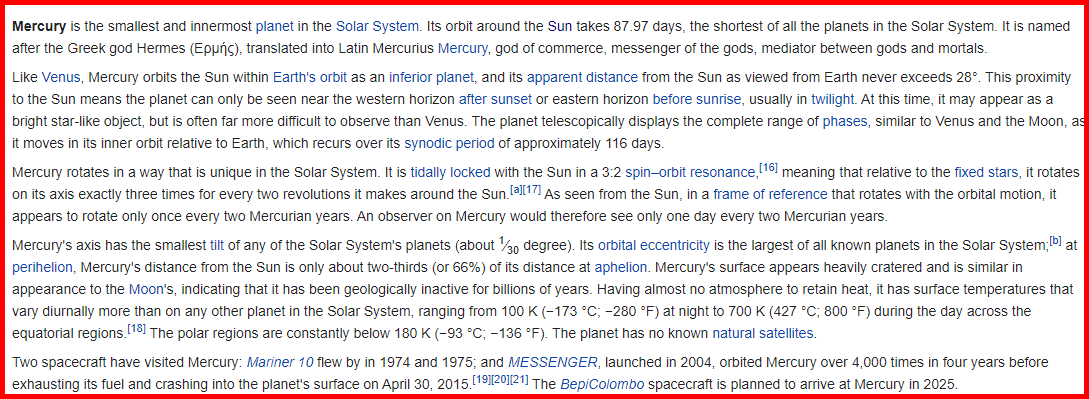 Mercury is the smallest and innermost planet in the Solar System. Its orbit around the Sun takes 87.97 days, the shortest of all the planets in the Solar System. It is named
after the Greek god Hermes (Ερμής), translated into Latin Mercurius Mercury, god of commerce, messenger of the gods, mediator between gods and mortals.
Like Venus, Mercury orbits the Sun within Earth's orbit as an inferior planet, and its apparent distance from the Sun as viewed from Earth never exceeds 28°. This proximity
to the Sun means the planet can only be seen near the western horizon after sunset or eastern horizon before sunrise, usually in twilight. At this time, it may appear as a
bright star-like object, but is often far more difficult to observe than Venus. The planet telescopically displays the complete range of phases, similar to Venus and the Moon, as
it moves in its inner orbit relative to Earth, which recurs over its synodic period of approximately 116 days.
Mercury rotates in a way that is unique in the Solar System. It is tidally locked with the Sun in a 3:2 spin–orbit resonance,[16] meaning that relative to the fixed stars, it rotates
on its axis exactly three times for every two revolutions it makes around the Sun.[a][17] As seen from the Sun, in a frame of reference that rotates with the orbital motion, it
appears to rotate only once every two Mercurian years. An observer on Mercury would therefore see only one day every two Mercurian years.
Mercury's axis has the smallest tilt of any of the Solar System's planets (about 1⁄30 degree). Its orbital eccentricity is the largest of all known planets in the Solar System;[b] at
perihelion, Mercury's distance from the Sun is only about two-thirds (or 66%) of its distance at aphelion. Mercury's surface appears heavily cratered and is similar in
appearance to the Moon's, indicating that it has been geologically inactive for billions of years. Having almost no atmosphere to retain heat, it has surface temperatures that
vary diurnally more than on any other planet in the Solar System, ranging from 100 K (−173 °C; −280 °F) at night to 700 K (427 °C; 800 °F) during the day across the
equatorial regions.[18] The polar regions are constantly below 180 K (−93 °C; −136 °F). The planet has no known natural satellites.
Two spacecraft have visited Mercury: Mariner 10 flew by in 1974 and 1975; and MESSENGER, launched in 2004, orbited Mercury over 4,000 times in four years before
exhausting its fuel and crashing into the planet's surface on April 30, 2015.[19][20][21] The BepiColombo spacecraft is planned to arrive at Mercury in 2025.